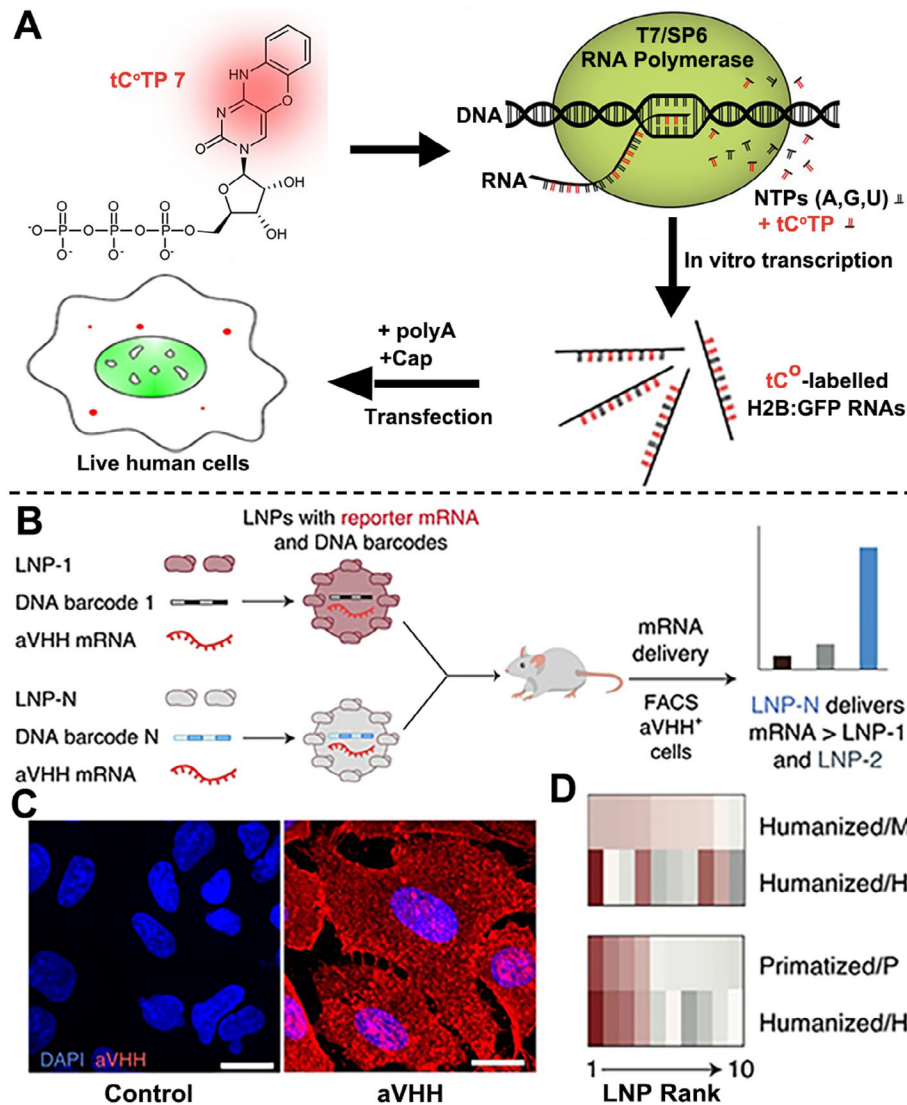 A
tC°TP 7
HN
O
N
O
N
O
OH
OH
O
O
O
-O-P-O-P-O-P-O
O-
O-
O-
T7/SP6
RNA Polymerase
DNA
RNA
NTPs (A,G,U)
+ tC°TP
In vitro transcription
tC°-labelled
H2B:GFP RNAs
+ polyA
+Cap
Transfection
Live human cells
B
LNPs with reporter mRNA
and DNA barcodes
LNP-1
DNA barcode 1
aVHH mRNA
LNP-N
DNA barcode N
aVHH mRNA
mRNA
delivery
FACS
aVHH⁺
cells
LNP-N delivers
mRNA > LNP-1
and LNP-2
C
DAPI aVHH
Control
aVHH
D
Humanized/M
Humanized/H
Primatized/P
Humanized/H
1 10
LNP Rank